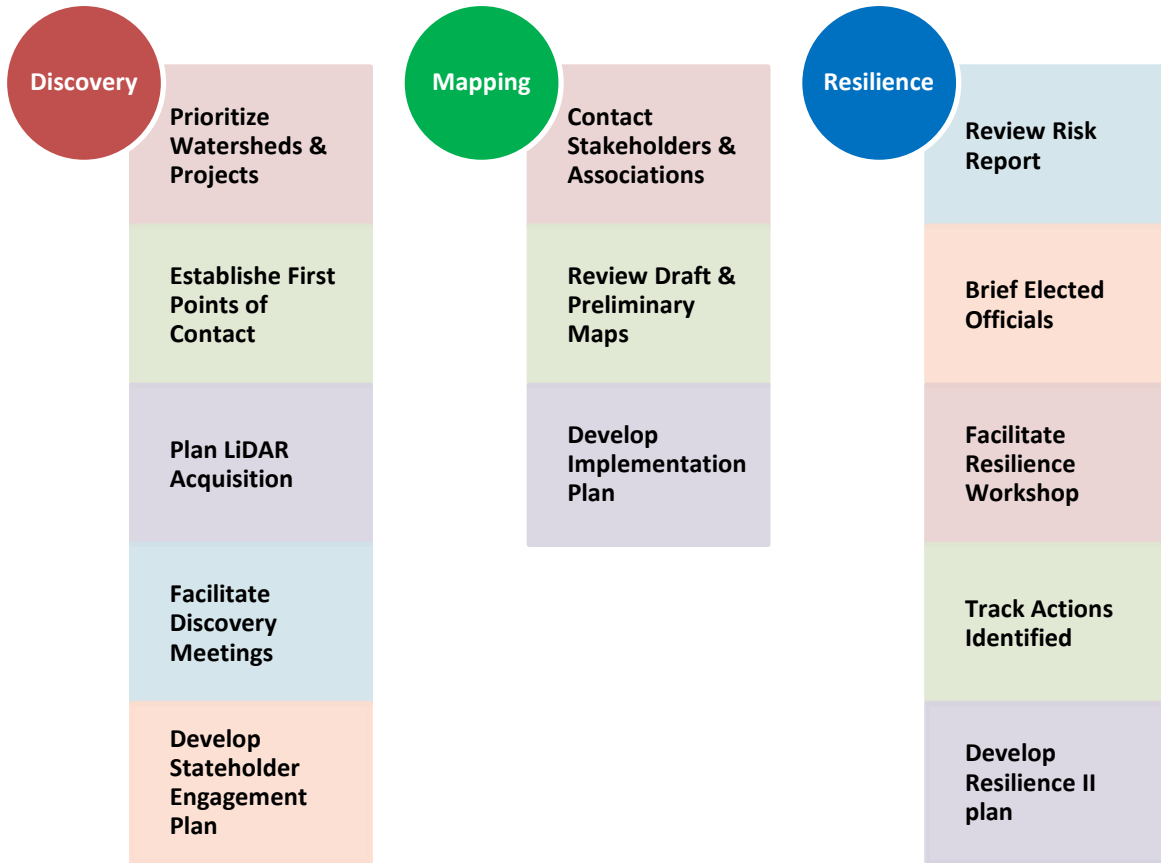 Discovery
Prioritize
Watersheds &
Projects
Establishe First
Points of
Contact
Plan LiDAR
Acquisition
Facilitate
Discovery
Meetings
Develop
Stateholder
Engagement
Plan
Mapping
Contact
Stakeholders &
Associations
Review Draft &
Preliminary
Maps
Develop
Implementation
Plan
Resilience
Review Risk
Report
Brief Elected
Officials
Facilitate
Resilience
Workshop
Track Actions
Identified
Develop
Resilience II
plan